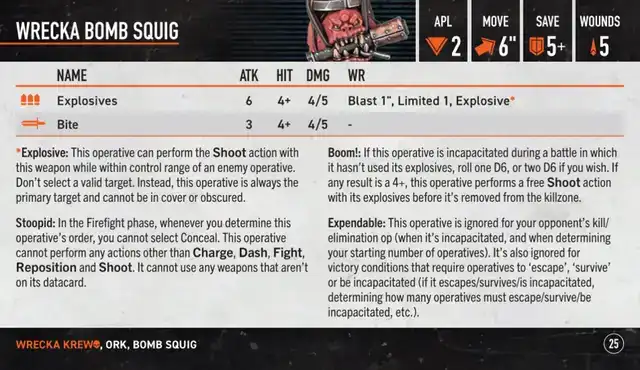 WRECKA BOMB SQUIG
APL
2
MOVE
6"
SAVE
5+
WOUNDS
5
NAME ATK HIT DMG WR
Explosives 6 4+ 4/5 Blast 1", Limited 1, Explosive*
Bite 3 4+ 4/5 -
*Explosive: This operative can perform the Shoot action with
this weapon while within control range of an enemy operative.
Don't select a valid target. Instead, this operative is always the
primary target and cannot be in cover or obscured.
Stoopid: In the Firefight phase, whenever you determine this
operative's order, you cannot select Conceal. This operative
cannot perform any actions other than Charge, Dash, Fight,
Reposition and Shoot. It cannot use any weapons that aren't
on its datacard.
Boom!: If this operative is incapacitated during a battle in which
it hasn't used its explosives, roll one D6, or two D6 if you wish. If
any result is a 4+, this operative performs a free Shoot action
with its explosives before it's removed from the killzone.
Expendable: This operative is ignored for your opponent's kill/
elimination op (when it's incapacitated, and when determining
your starting number of operatives). It's also ignored for
victory conditions that require operatives to 'escape', 'survive'
or be incapacitated (if it escapes/survives/is incapacitated,
determining how many operatives must escape/survive/be
incapacitated, etc.).
WRECKA KREW, ORK, BOMB SQUIG
25